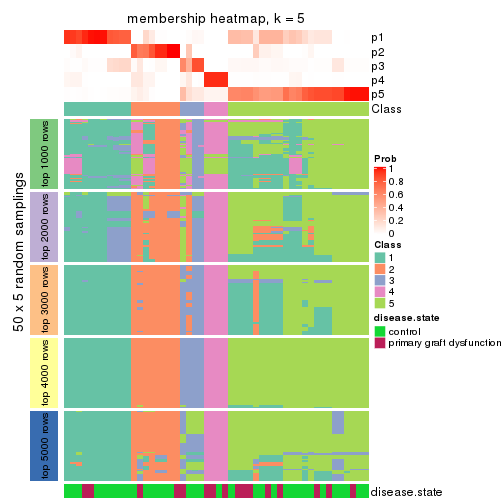 membership heatmap, k = 5
p1
p2
p3
p4
p5
Class
50 x 5 random samplings
top 1000 rows
top 2000 rows
top 3000 rows
top 4000 rows
top 5000 rows
disease.state
Prob
1
0.8
0.6
0.4
0.2
0
Class
1
2
3
4
5
disease.state
control
primary graft dysfunction